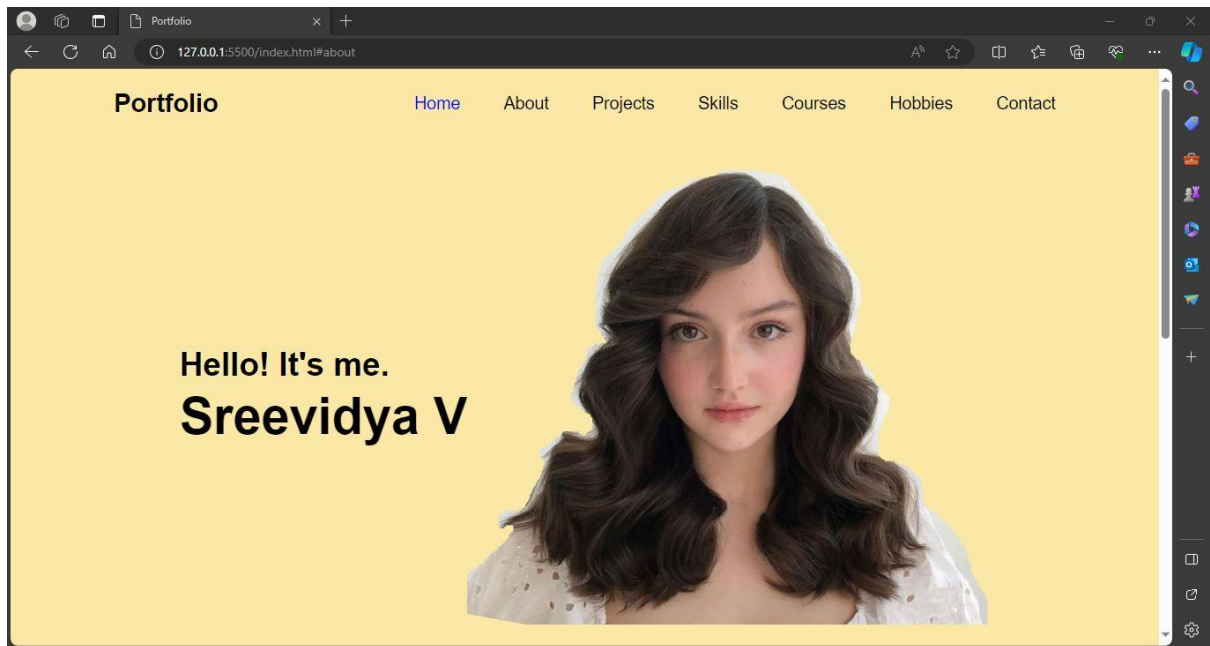 Portfolio
127.0.0.1:5500/index.html#about
Portfolio Home About Projects Skills Courses Hobbies Contact
Hello! It's me.
Sreevidya V